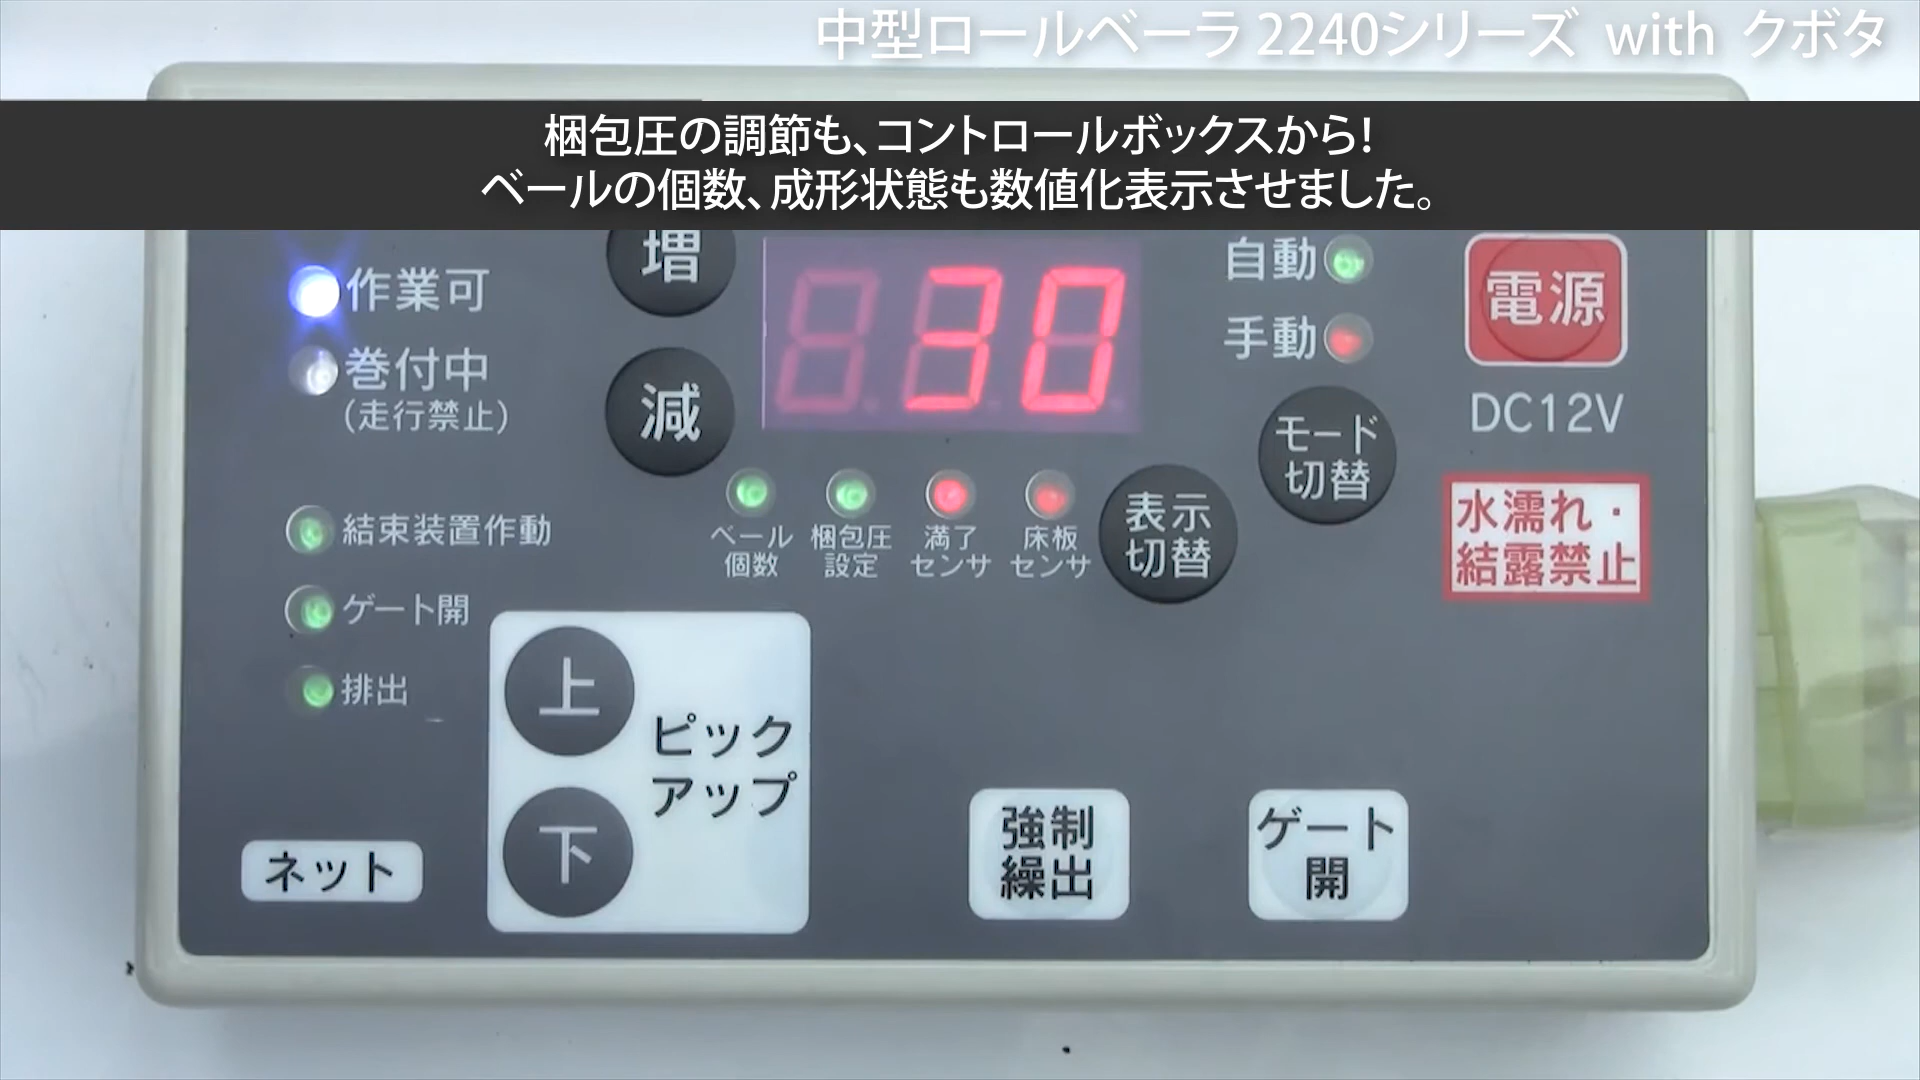 中型ロールベーラ 2240シリーズ with クボタ
梱包圧の調節も、コントロールボックスから！
ベールの個数、成形状態も数値化表示させました。
作業可
巻付中
(走行禁止)
結束装置作動
ゲート開
排出
増
減
30
ベール
個数
梱包圧
設定
満了
センサ
床板
センサ
表示
切替
自動
手動
モード
切替
電源
DC12V
水濡れ・
結露禁止
上
下
ピック
アップ
ネット
強制
繰出
ゲート
開